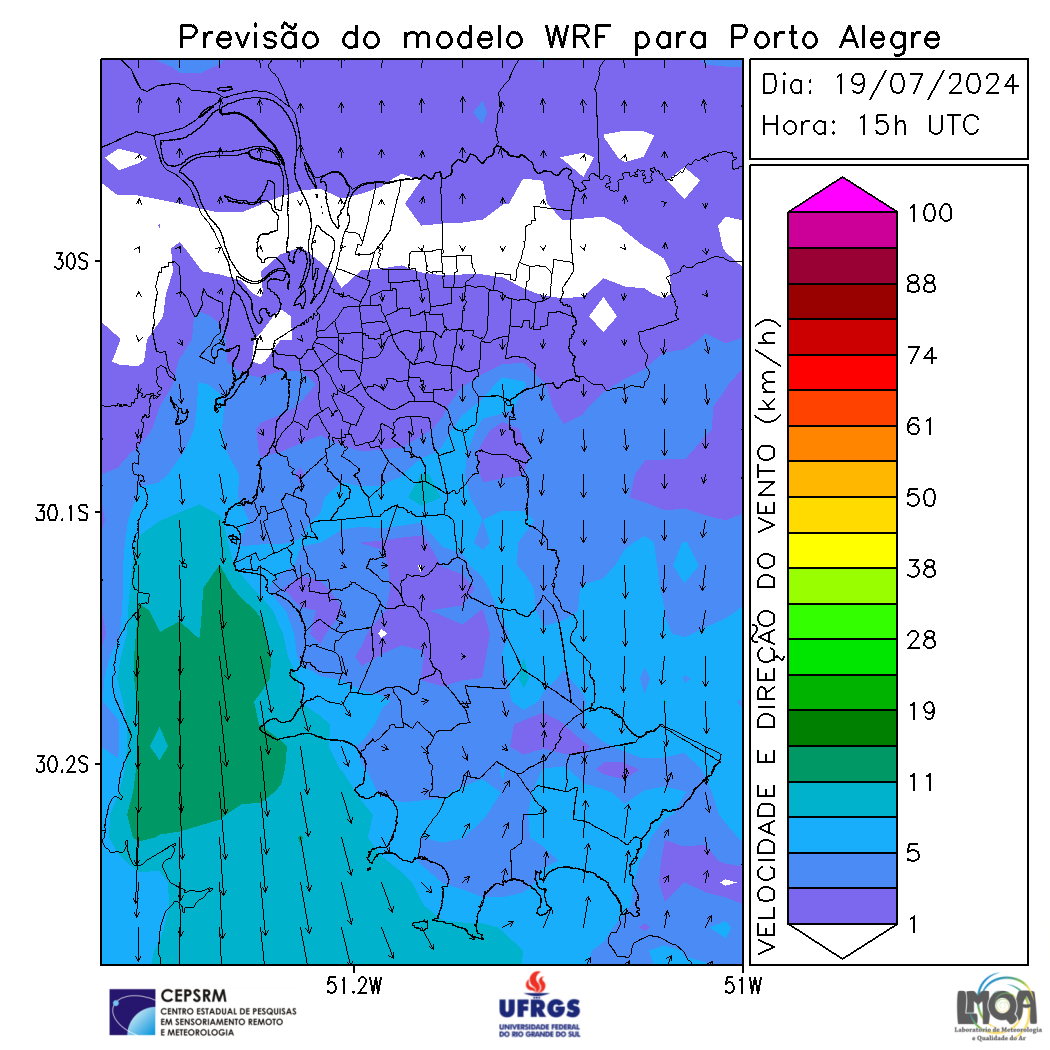 Previsão do modelo WRF para Porto Alegre
Dia: 19/07/2024
Hora: 15h UTC
30S
30.1S
30.2S
51.2W
51W
VELOCIDADE E DIREÇÃO DO VENTO (km/h)
100
88
74
61
50
38
28
19
11
5
1
CEPSRM
CENTRO ESTADUAL DE PESQUISAS
EM SENSORIAMENTO REMOTO
E METEOROLOGIA
UFRGS
UNIVERSIDADE FEDERAL
DO RIO GRANDE DO SUL
LMQA
Laboratório de Meteorologia
e Qualidade do Ar